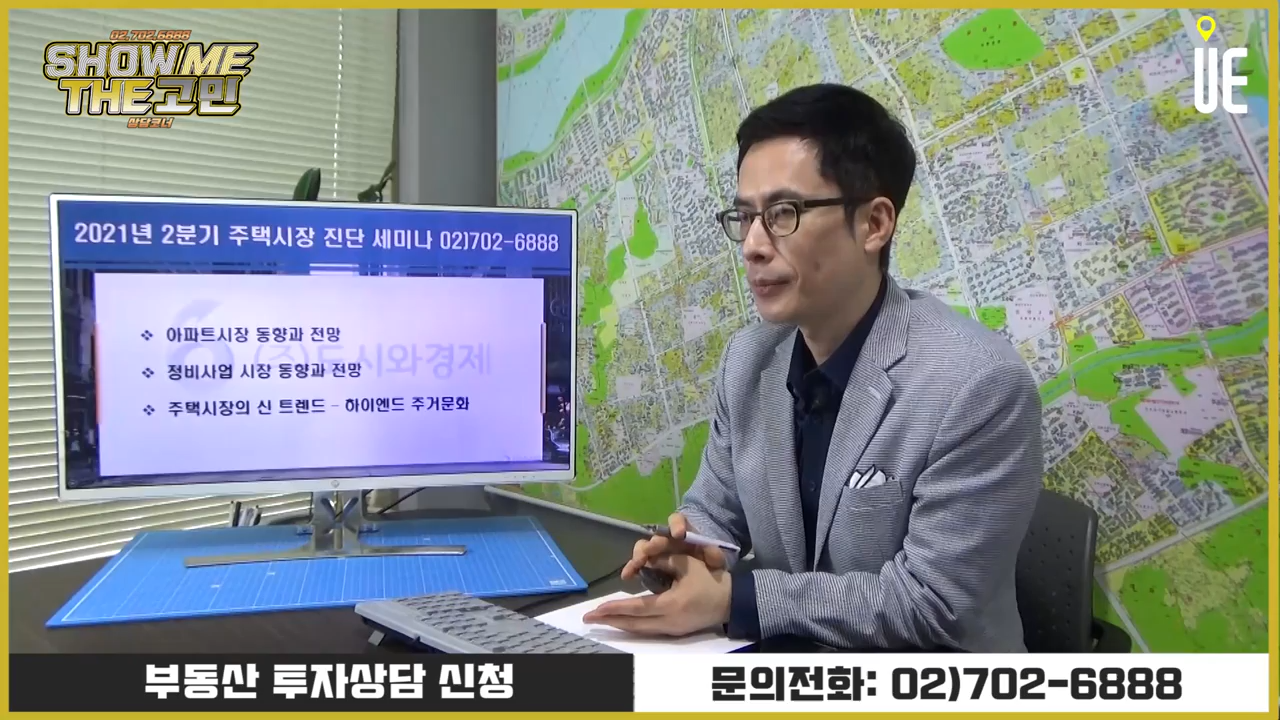 02.702.6888
SHOW ME
THE 고민
상담코너
UE
2021년 2분기 주택시장 진단 세미나 02)702-6888
❖ 아파트시장 동향과 전망
(주)도시와경제
❖ 정비사업 시장 동향과 전망
❖ 주택시장의 신 트렌드 – 하이엔드 주거문화
부동산 투자상담 신청
문의전화: 02)702-6888